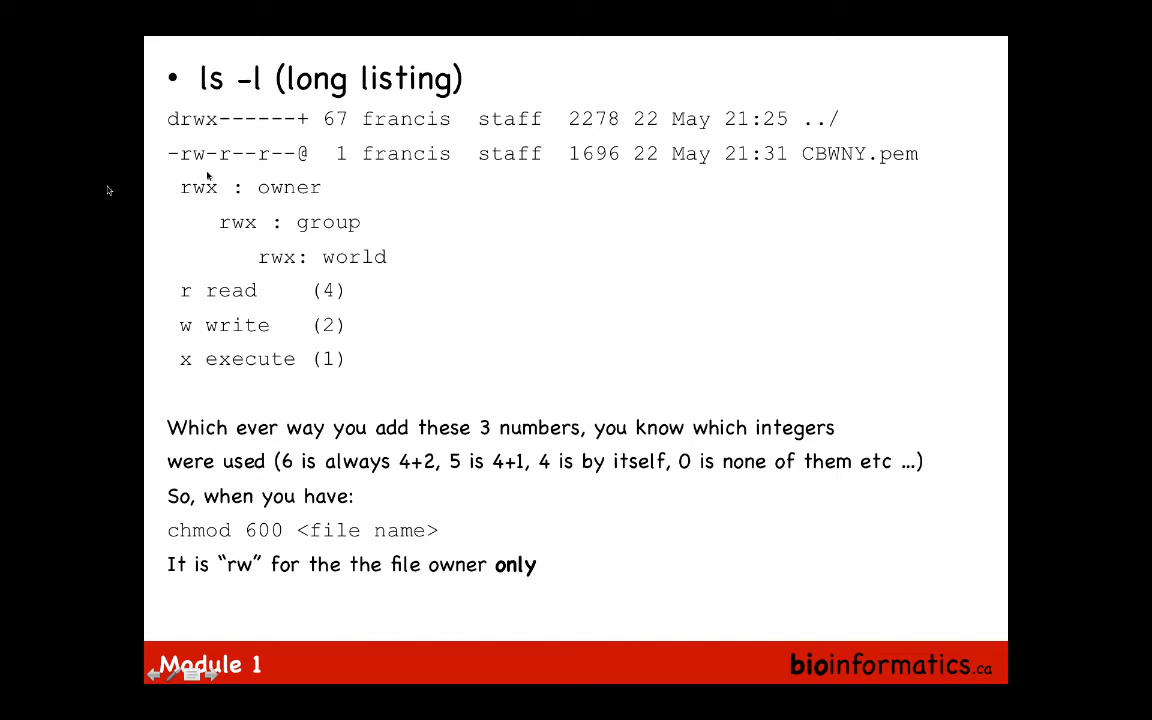 • ls -l (long listing)
drwx------+ 67 francis staff 2278 22 May 21:25 ../
-rw-r--r--@ 1 francis staff 1696 22 May 21:31 CBWNY.pem
rwx : owner
rwx : group
rwx: world
r read (4)
w write (2)
x execute (1)
Which ever way you add these 3 numbers, you know which integers
were used (6 is always 4+2, 5 is 4+1, 4 is by itself, 0 is none of them etc ...)
So, when you have:
chmod 600 <file name>
It is “rw” for the the file owner only
Module 1
bioinformatics.ca